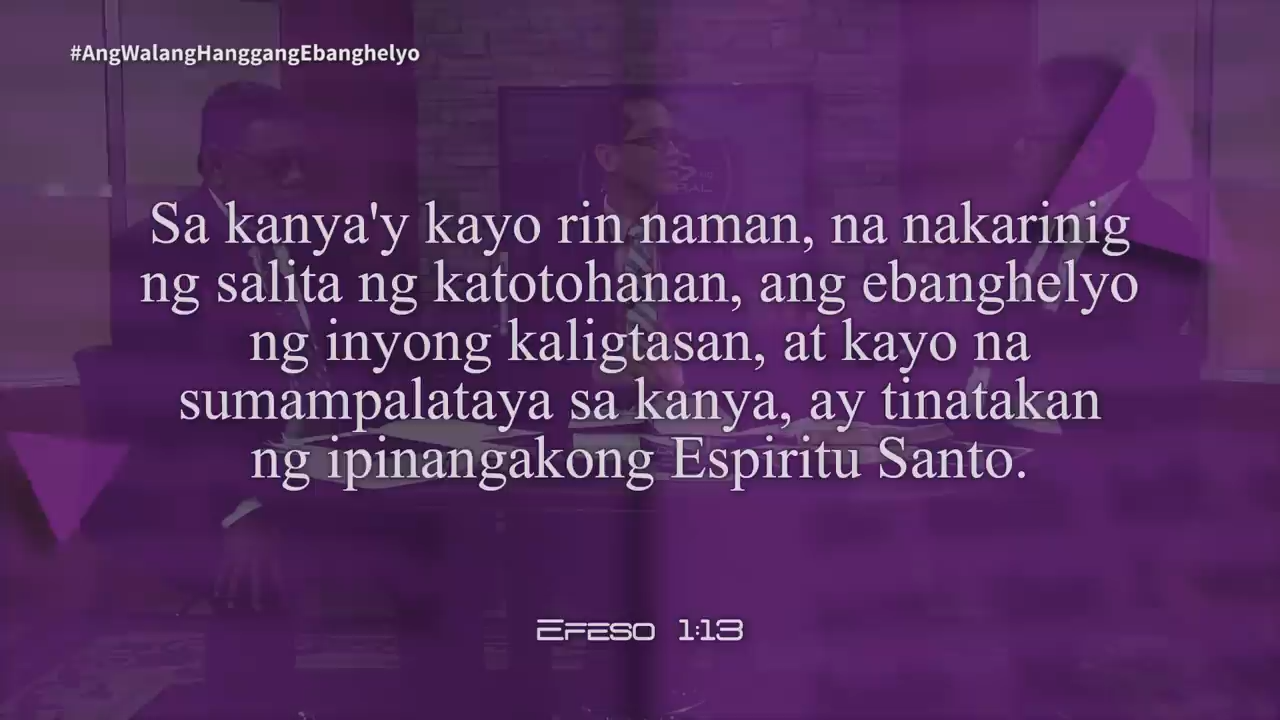 #AngWalangHanggangEbanghelyo
Sa kanya'y kayo rin naman, na nakarinig
ng salita ng katotohanan, ang ebanghelyo
ng inyong kaligtasan, at kayo na
sumampalataya sa kanya, ay tinatakan
ng ipinangakong Espiritu Santo.
Efeso 1:13